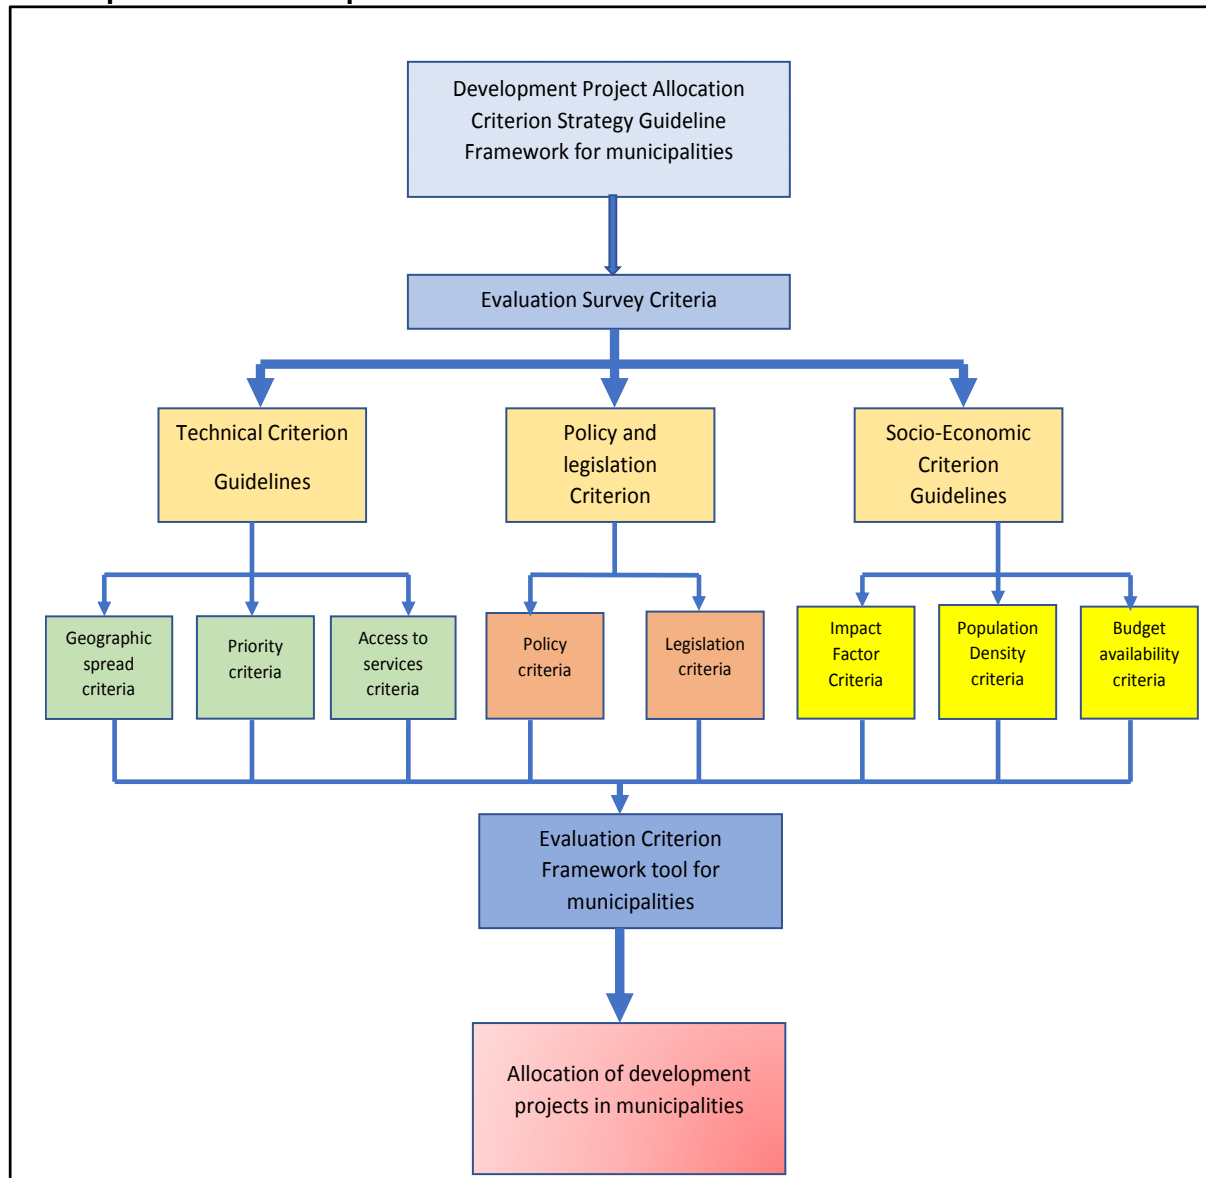 Development Project Allocation
Criterion Strategy Guideline
Framework for municipalities
Evaluation Survey Criteria
Technical Criterion
Guidelines
Policy and
legislation
Criterion
Socio-Economic
Criterion
Guidelines
Geographic
spread
criteria
Priority
criteria
Access to
services
criteria
Policy
criteria
Legislation
criteria
Impact
Factor
Criteria
Population
Density
criteria
Budget
availability
criteria
Evaluation Criterion
Framework tool for
municipalities
Allocation of development
projects in municipalities